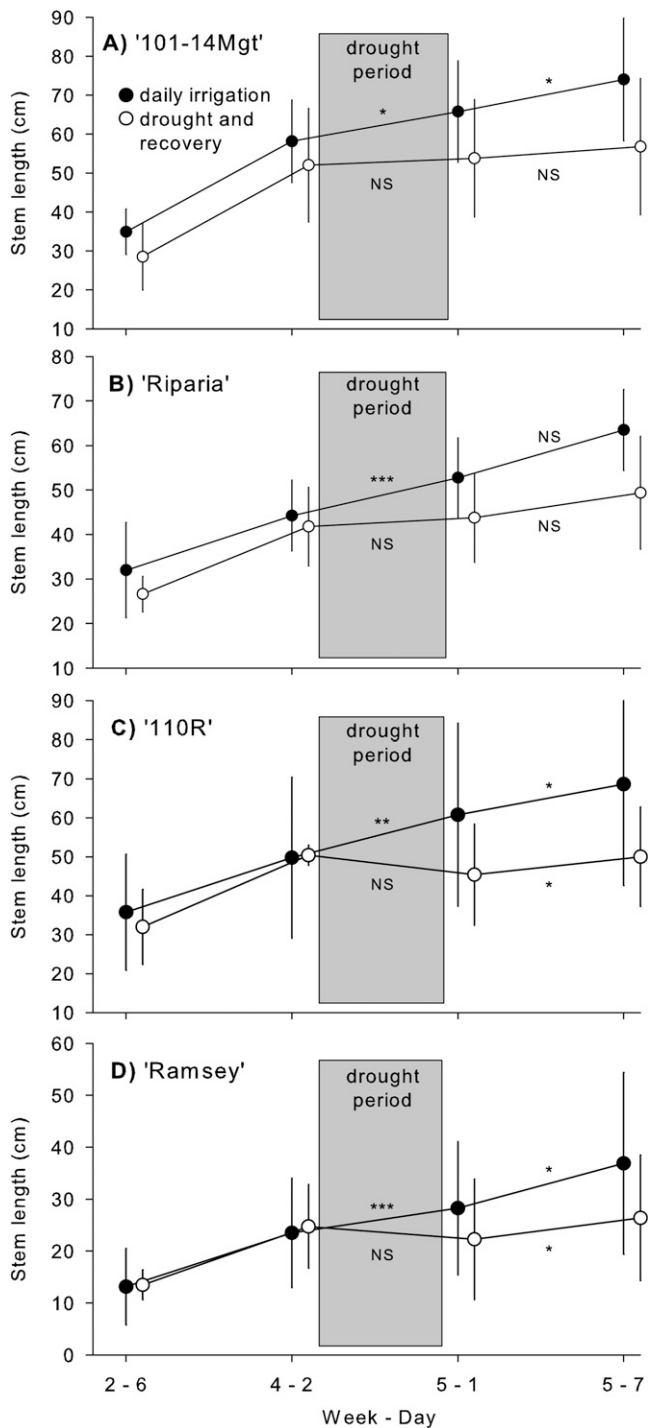 90
80
70
60
50
40
30
20
10
Stem length (cm)
A) '101-14Mgt'
daily irrigation
drought and
recovery
drought
period
*
*
NS
NS
80
70
60
50
40
30
20
10
Stem length (cm)
B) 'Riparia'
drought
period
***
NS
NS
NS
90
80
70
60
50
40
30
20
10
Stem length (cm)
C) '110R'
drought
period
**
*
NS
*
60
50
40
30
20
10
0
Stem length (cm)
D) 'Ramsey'
drought
period
***
*
NS
*
2 - 6 4 - 2 5 - 1 5 - 7
Week - Day